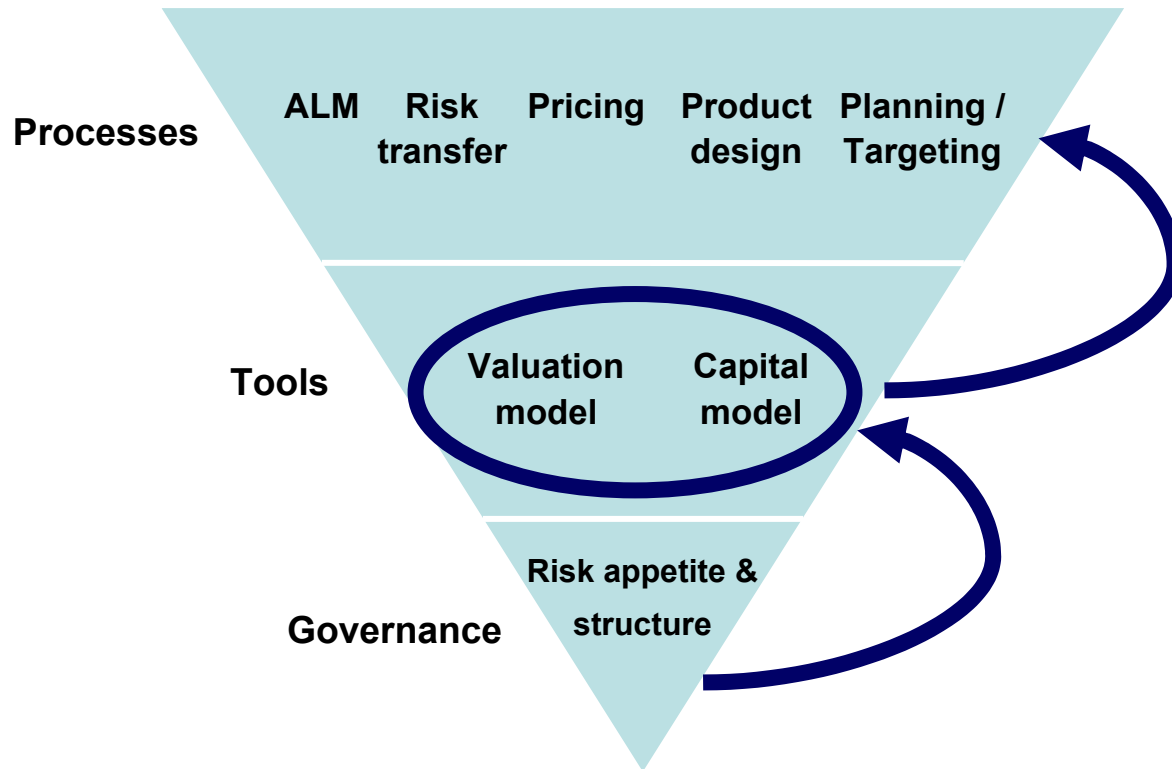 Processes
ALM
Risk
transfer
Pricing
Product
design
Planning /
Targeting
Tools
Valuation
model
Capital
model
Governance
Risk appetite &
structure